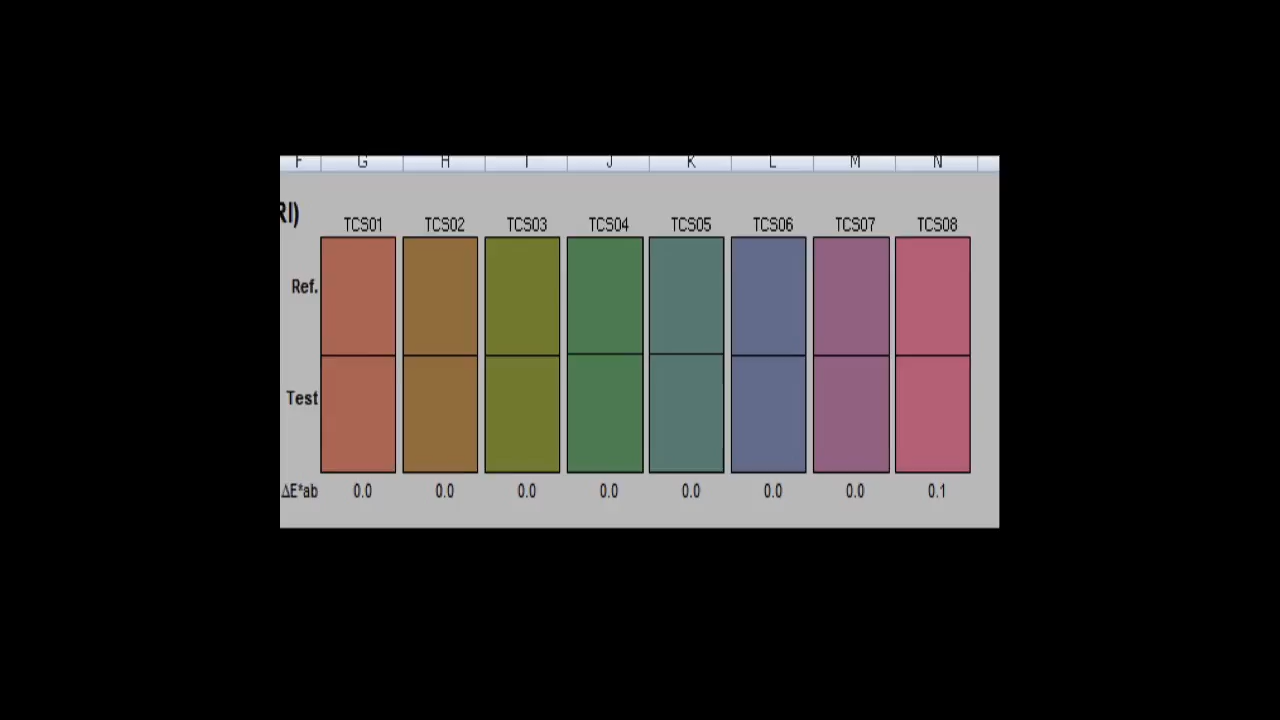 F G H I J K L M N
RI)
TCS01 TCS02 TCS03 TCS04 TCS05 TCS06 TCS07 TCS08
Ref.
Test
ΔE*ab 0.0 0.0 0.0 0.0 0.0 0.0 0.0 0.1